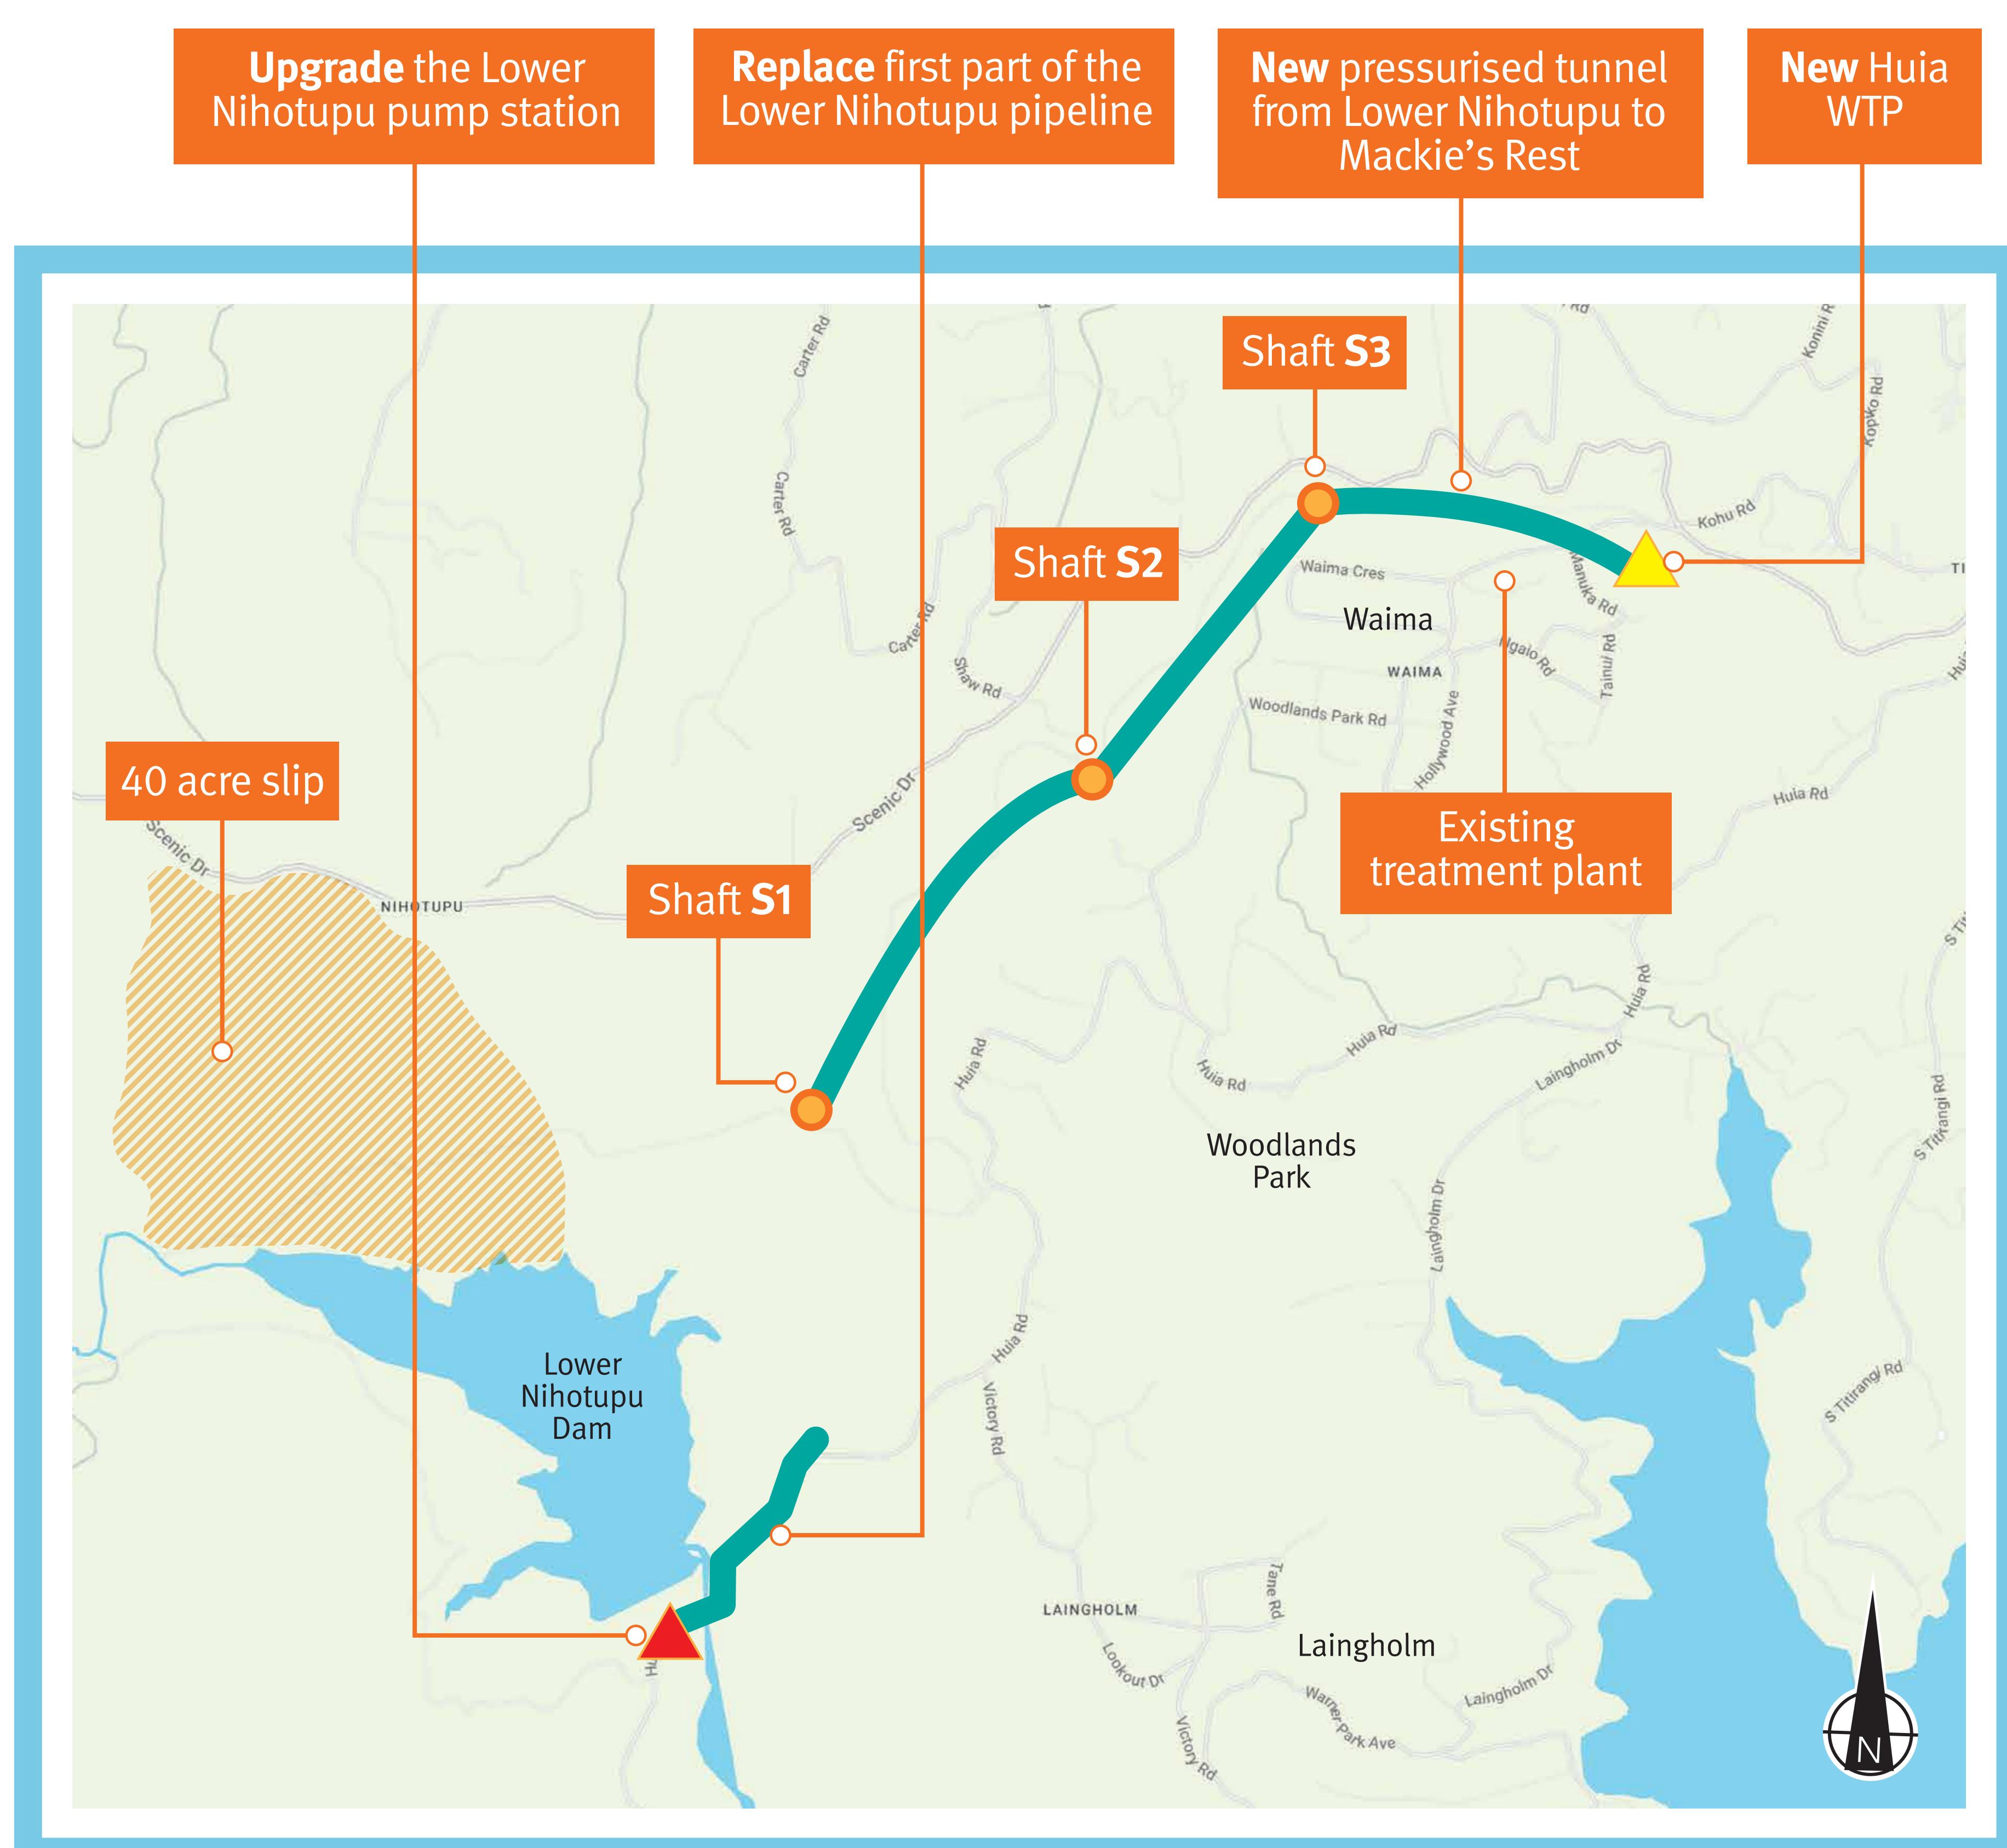 Upgrade the Lower
Nihotupu pump station
Replace first part of the
Lower Nihotupu pipeline
New pressurised tunnel
from Lower Nihotupu to
Mackie's Rest
New Huia
WTP
Shaft S3
Shaft S2
40 acre slip
Shaft S1
Existing
treatment plant
Carter Rd
Rd
Konini R
Carter Rd
Kohu Rd
TI
Waima Cres
Manuka Rd
Waima
Carter Rd
Shaw Rd
WAIMA
Ngaio Rd
Tainui Rd
Woodlands Park Rd
Hollywood Ave
Scenic Dr
Huia Rd
Scenic Dr
NIHOTUPU
Huia Rd
Huia Rd
Huia Rd
Huia Rd
Laingholm Dr
S Titirangi Rd
Woodlands
Park
Laingholm Dr
Huia Rd
Lower
Nihotupu
Dam
Victory Rd
S Titirangi Rd
Tane Rd
LAINGHOLM
Laingholm
Lookout Dr
Laingholm Dr
Warner Park Ave
Victory Rd
N